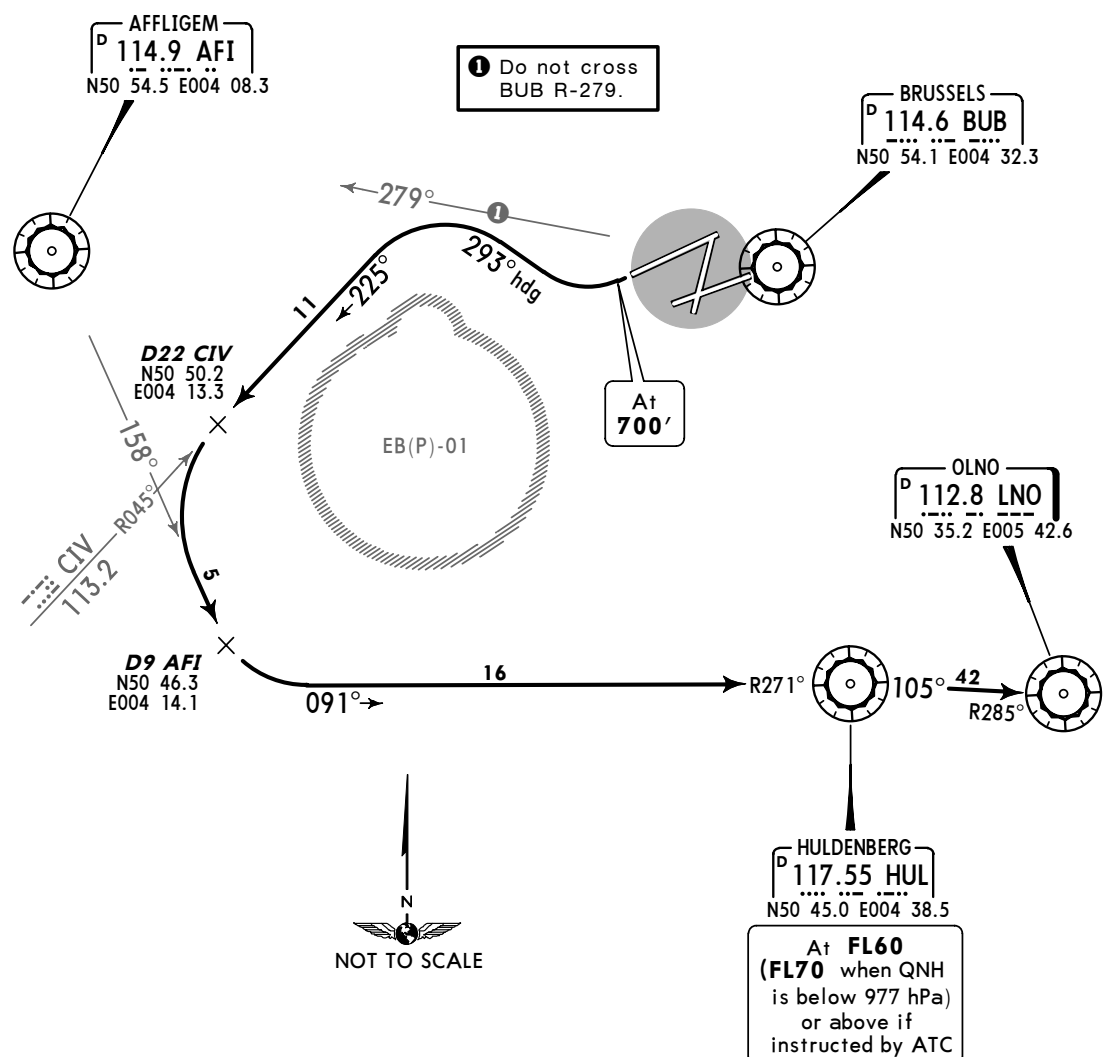 AFFLIGEM
D 114.9 AFI
N50 54.5 E004 08.3
❶ Do not cross
BUB R-279.
BRUSSELS
D 114.6 BUB
N50 54.1 E004 32.3
279°
❶
293° hdg
225°
11
D22 CIV
N50 50.2
E004 13.3
At
700'
EB(P)-01
158°
R045°
CIV
113.2
5
OLNO
D 112.8 LNO
N50 35.2 E005 42.6
D9 AFI
N50 46.3
E004 14.1
091°
16
R271°
105°
42
R285°
HULDENBERG
D 117.55 HUL
N50 45.0 E004 38.5
N
NOT TO SCALE
At FL60
(FL70 when QNH
is below 977 hPa)
or above if
instructed by ATC